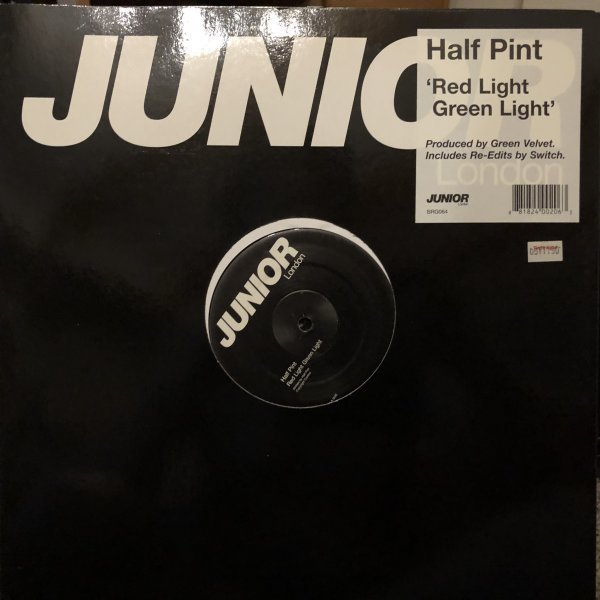 JUNIOR
London
Half Pint
‘Red Light
Green Light’
Produced by Green Velvet.
Includes Re-Edits by Switch.
JUNIOR
BRG064
JUNIOR
London
Half Pint
Red Light Green Light